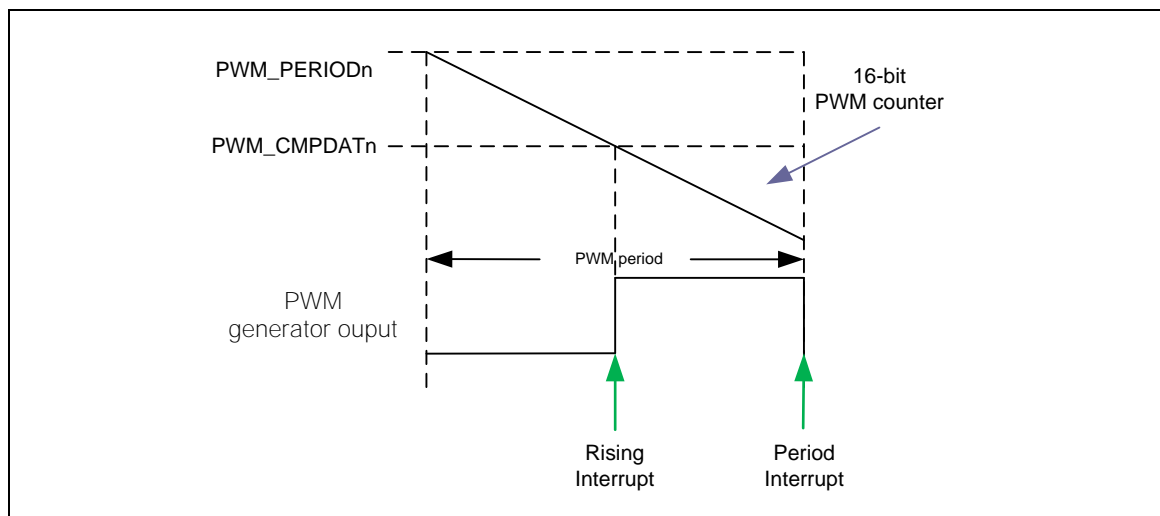 PWM_PERIODn
16-bit
PWM counter
PWM_CMPDATn
PWM period
PWM
generator ouput
Rising
Interrupt
Period
Interrupt